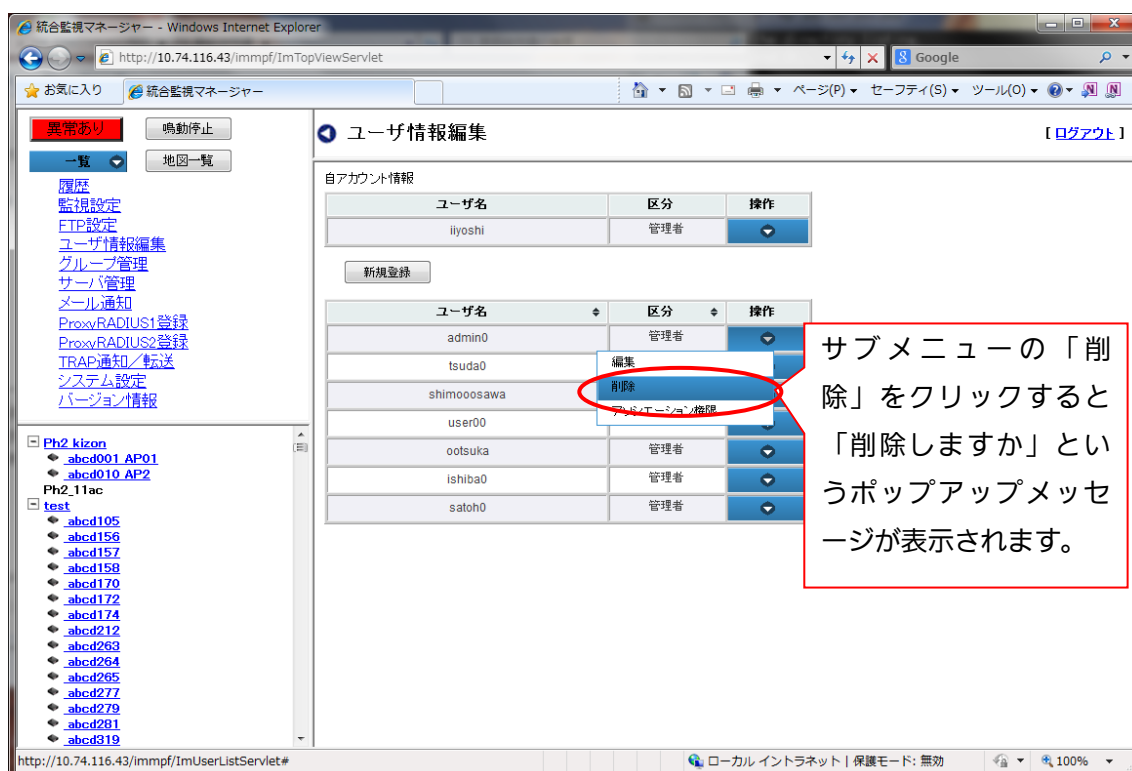 統合監視マネージャー - Windows Internet Explorer
http://10.74.116.43/immpf/ImTopViewServlet
Google
お気に入り
統合監視マネージャー
ページ(P)
セーフティ(S)
ツール(O)
異常あり
鳴動停止
一覧
地図一覧
履歴
監視設定
FTP設定
ユーザ情報編集
グループ管理
サーバ管理
メール通知
ProxyRADIUS1登録
ProxyRADIUS2登録
TRAP通知／転送
システム設定
バージョン情報
Ph2 kizon
abcd001 AP01
abcd010 AP2
Ph2_11ac
test
abcd105
abcd156
abcd157
abcd158
abcd170
abcd172
abcd174
abcd212
abcd263
abcd264
abcd265
abcd277
abcd279
abcd281
abcd319
ユーザ情報編集
[ ログアウト ]
自アカウント情報
ユーザ名 区分 操作
iiyoshi 管理者
新規登録
ユーザ名 区分 操作
admin0 管理者
tsuda0
shimooosawa
user00
ootsuka 管理者
ishiba0 管理者
satoh0 管理者
編集
削除
アソシエーション権限
サブメニューの「削
除」をクリックすると
「削除しますか」とい
うポップアップメッセ
ージが表示されます。
http://10.74.116.43/immpf/ImUserListServlet#
ローカル イントラネット | 保護モード: 無効
100%